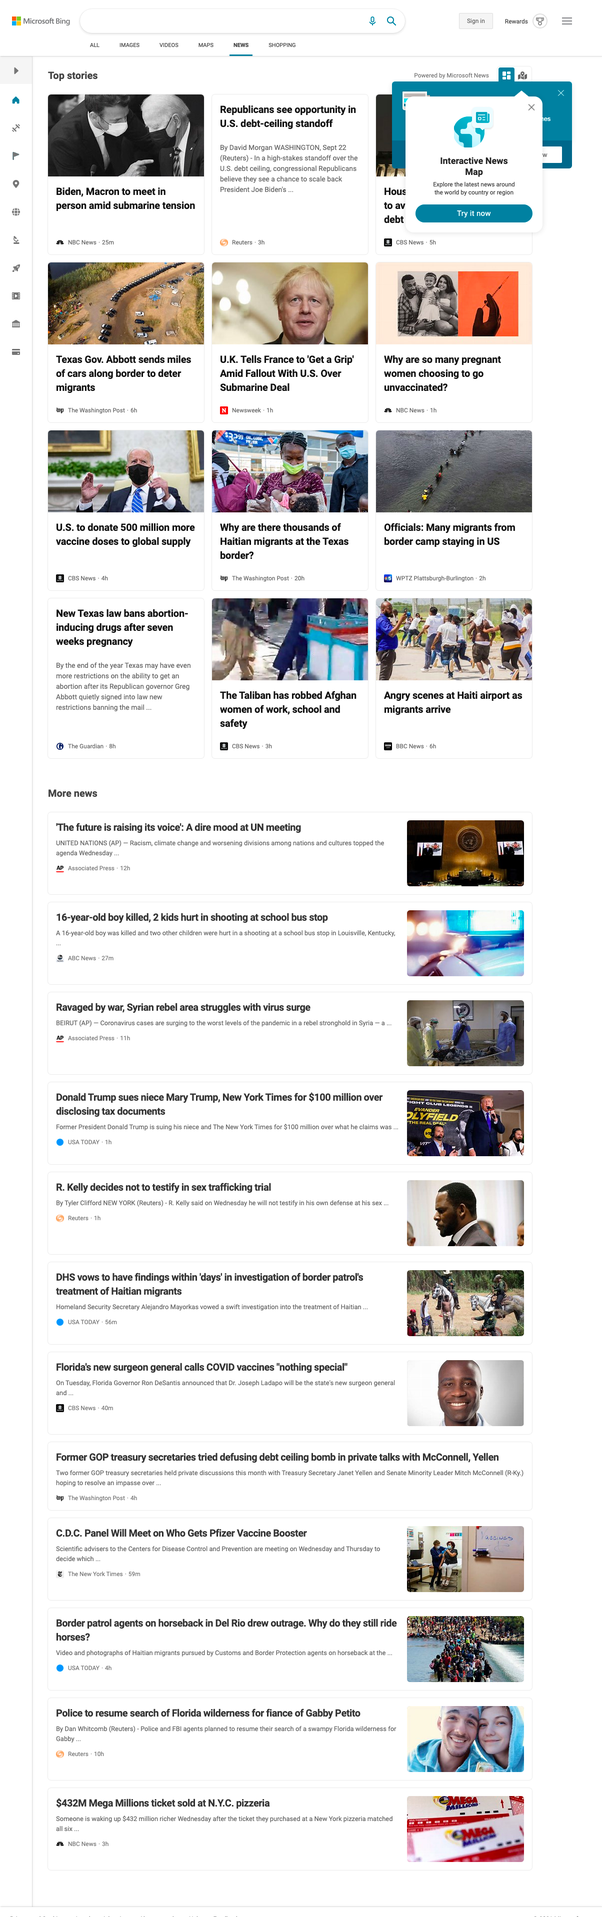 Microsoft Bing
Sign in
Rewards
ALL
IMAGES
VIDEOS
MAPS
NEWS
SHOPPING
Top stories
Powered by Microsoft News
Interactive News
Map
Explore the latest news around
the world by country or region
Try it now
Biden, Macron to meet in
person amid submarine tension
NBC News · 25m
Republicans see opportunity in
U.S. debt-ceiling standoff
By David Morgan WASHINGTON, Sept 22
(Reuters) - In a high-stakes standoff over the
U.S. debt ceiling, congressional Republicans
believe they see a chance to scale back
President Joe Biden's ...
Reuters · 3h
Hous
to av
debt
CBS News · 5h
Texas Gov. Abbott sends miles
of cars along border to deter
migrants
The Washington Post · 6h
U.K. Tells France to 'Get a Grip'
Amid Fallout With U.S. Over
Submarine Deal
Newsweek · 1h
Why are so many pregnant
women choosing to go
unvaccinated?
NBC News · 1h
U.S. to donate 500 million more
vaccine doses to global supply
CBS News · 4h
Why are there thousands of
Haitian migrants at the Texas
border?
The Washington Post · 20h
Officials: Many migrants from
border camp staying in US
WPTZ Plattsburgh-Burlington · 2h
New Texas law bans abortion-
inducing drugs after seven
weeks pregnancy
By the end of the year Texas may have even
more restrictions on the ability to get an
abortion after its Republican governor Greg
Abbott quietly signed into law new
restrictions banning the mail ...
The Guardian · 8h
The Taliban has robbed Afghan
women of work, school and
safety
CBS News · 3h
Angry scenes at Haiti airport as
migrants arrive
BBC News · 6h
More news
'The future is raising its voice': A dire mood at UN meeting
UNITED NATIONS (AP) — Racism, climate change and worsening divisions among nations and cultures topped the
agenda Wednesday ...
Associated Press · 12h
16-year-old boy killed, 2 kids hurt in shooting at school bus stop
A 16-year-old boy was killed and two other children were hurt in a shooting at a school bus stop in Louisville, Kentucky,
...
ABC News · 27m
Ravaged by war, Syrian rebel area struggles with virus surge
BEIRUT (AP) — Coronavirus cases are surging to the worst levels of the pandemic in a rebel stronghold in Syria — a ...
Associated Press · 11h
Donald Trump sues niece Mary Trump, New York Times for $100 million over
disclosing tax documents
Former President Donald Trump is suing his niece and The New York Times for $100 million over what he claims was ...
USA TODAY · 1h
R. Kelly decides not to testify in sex trafficking trial
By Tyler Clifford NEW YORK (Reuters) - R. Kelly said on Wednesday he will not testify in his own defense at his sex ...
Reuters · 1h
DHS vows to have findings within 'days' in investigation of border patrol's
treatment of Haitian migrants
Homeland Security Secretary Alejandro Mayorkas vowed a swift investigation into the treatment of Haitian ...
USA TODAY · 56m
Florida's new surgeon general calls COVID vaccines "nothing special"
On Tuesday, Florida Governor Ron DeSantis announced that Dr. Joseph Ladapo will be the state's new surgeon general
and ...
CBS News · 40m
Former GOP treasury secretaries tried defusing debt ceiling bomb in private talks with McConnell, Yellen
Two former GOP treasury secretaries held private discussions this month with Treasury Secretary Janet Yellen and Senate Minority Leader Mitch McConnell (R-Ky.)
hoping to resolve an impasse over ...
The Washington Post · 4h
C.D.C. Panel Will Meet on Who Gets Pfizer Vaccine Booster
Scientific advisers to the Centers for Disease Control and Prevention are meeting on Wednesday and Thursday to
decide which ...
The New York Times · 59m
Border patrol agents on horseback in Del Rio drew outrage. Why do they still ride
horses?
Video and photographs of Haitian migrants pursued by Customs and Border Protection agents on horseback at the ...
USA TODAY · 4h
Police to resume search of Florida wilderness for fiance of Gabby Petito
By Dan Whitcomb (Reuters) - Police and FBI agents planned to resume their search of a swampy Florida wilderness for
Gabby ...
Reuters · 10h
$432M Mega Millions ticket sold at N.Y.C. pizzeria
Someone is waking up $432 million richer Wednesday after the ticket they purchased at a New York pizzeria matched
all six ...
NBC News · 3h